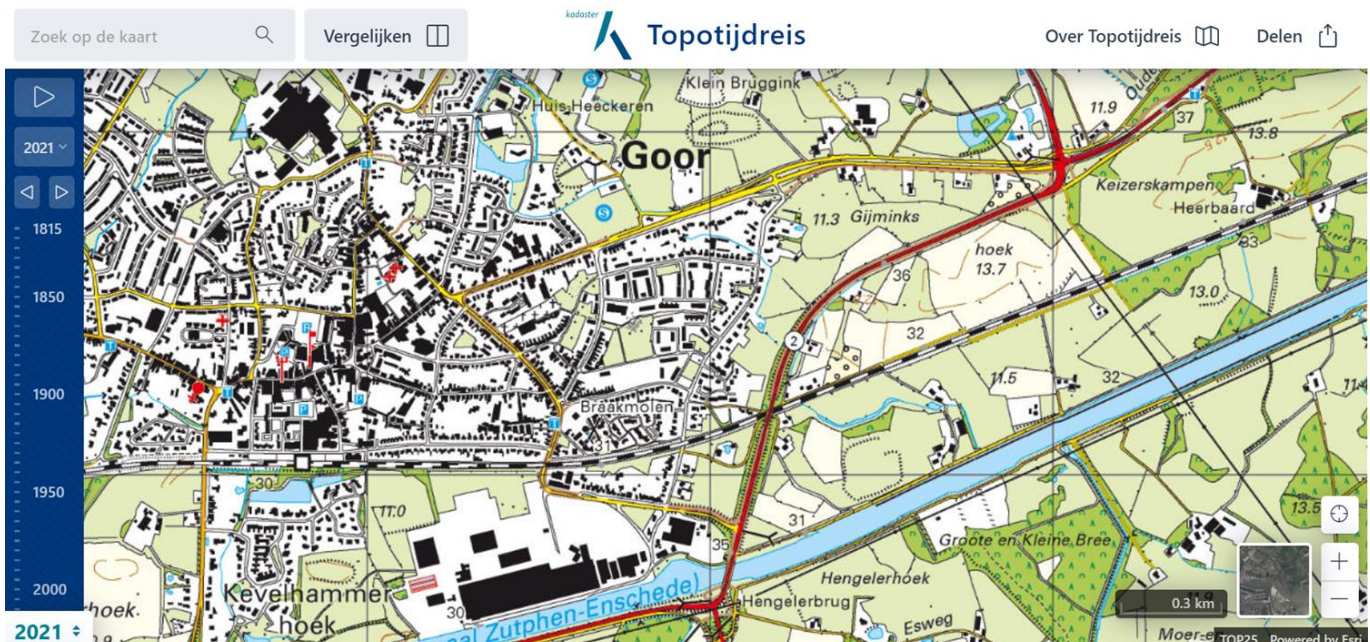 Zoek op de kaart
Vergelijken
kadaster
Topotijdreis
Over Topotijdreis
Delen
2021
1815
1850
1900
1950
2000
2021
Klein Bruggink
Huis Heeckeren
Goor
11.9
37
13.8
Keizerskampen
Heerbaard
33
11.3
Gijminks
hoek
13.7
36
13.0
32
2
11.5
32
Braakmolen
30
11.0
31
35
13.5
Groote en Kleine Bree
Kevelhammer
hoek
hoek
30
Zutphen-Enschede)
Hengelerhoek
Hengelerbrug
Esweg
0.3 km
TOP25
Powered by Esri